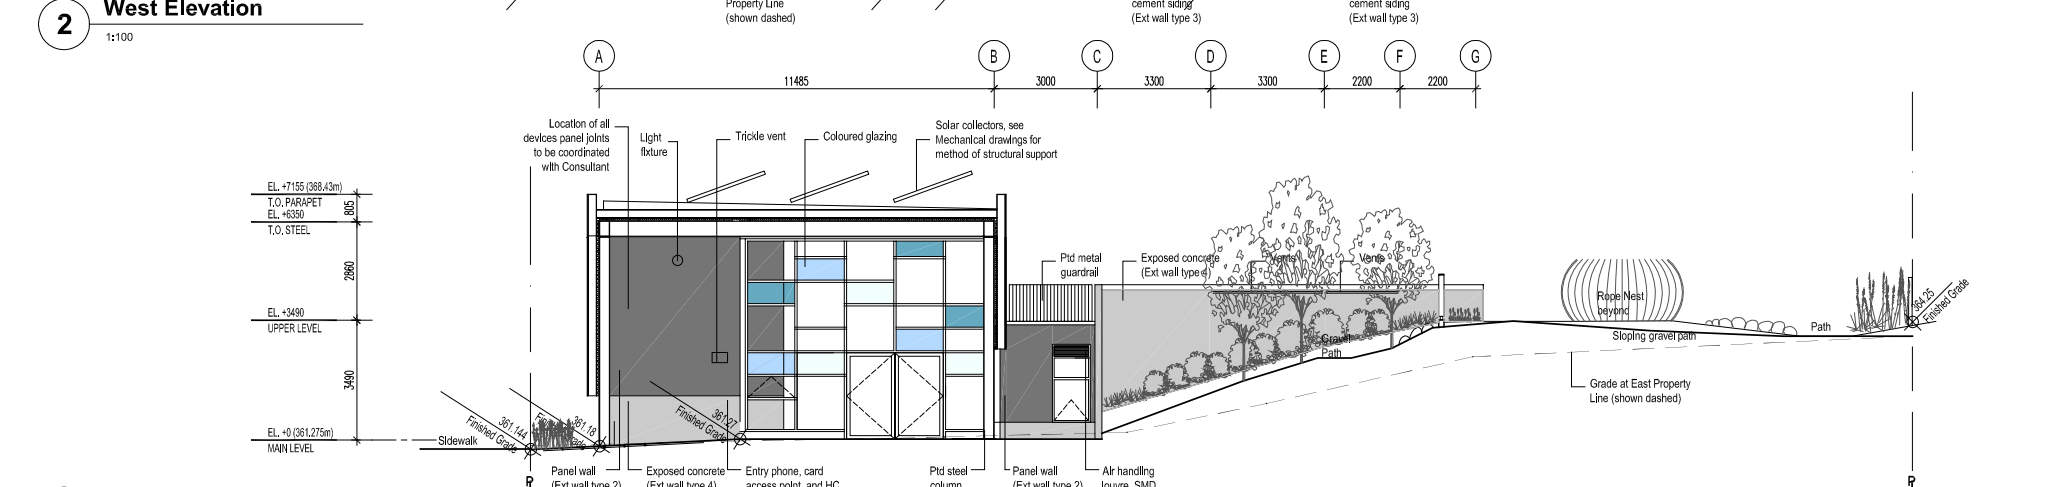 2
West Elevation
1:100
Property Line
(shown dashed)
cement siding
(Ext wall type 3)
cement siding
(Ext wall type 3)
A
B
C
D
E
F
G
11485
3000
3300
3300
2200
2200
Location of all
devices panel joints
to be coordinated
with Consultant
Light
fixture
Trickle vent
Coloured glazing
Solar collectors, see
Mechanical drawings for
method of structural support
EL. +7155 (368.43m)
T.O. PARAPET
EL. +6350
T.O. STEEL
EL. +3490
UPPER LEVEL
EL. +0 (361.275m)
MAIN LEVEL
805
2860
3490
Ptd metal
guardrail
Exposed concrete
(Ext wall type 4)
Vents
Vents
Rope Nest
beyond
Path
364.25
Finished Grade
Sloping gravel path
Gravel
Path
Grade at East Property
Line (shown dashed)
Sidewalk
361.144
Finished Grade
361.18
Finished Grade
361.27
Finished Grade
Panel wall
(Ext wall type 2)
Exposed concrete
(Ext wall type 4)
Entry phone, card
access point, and HC
Ptd steel
column
Panel wall
(Ext wall type 2)
Air handling
louvre, SMD